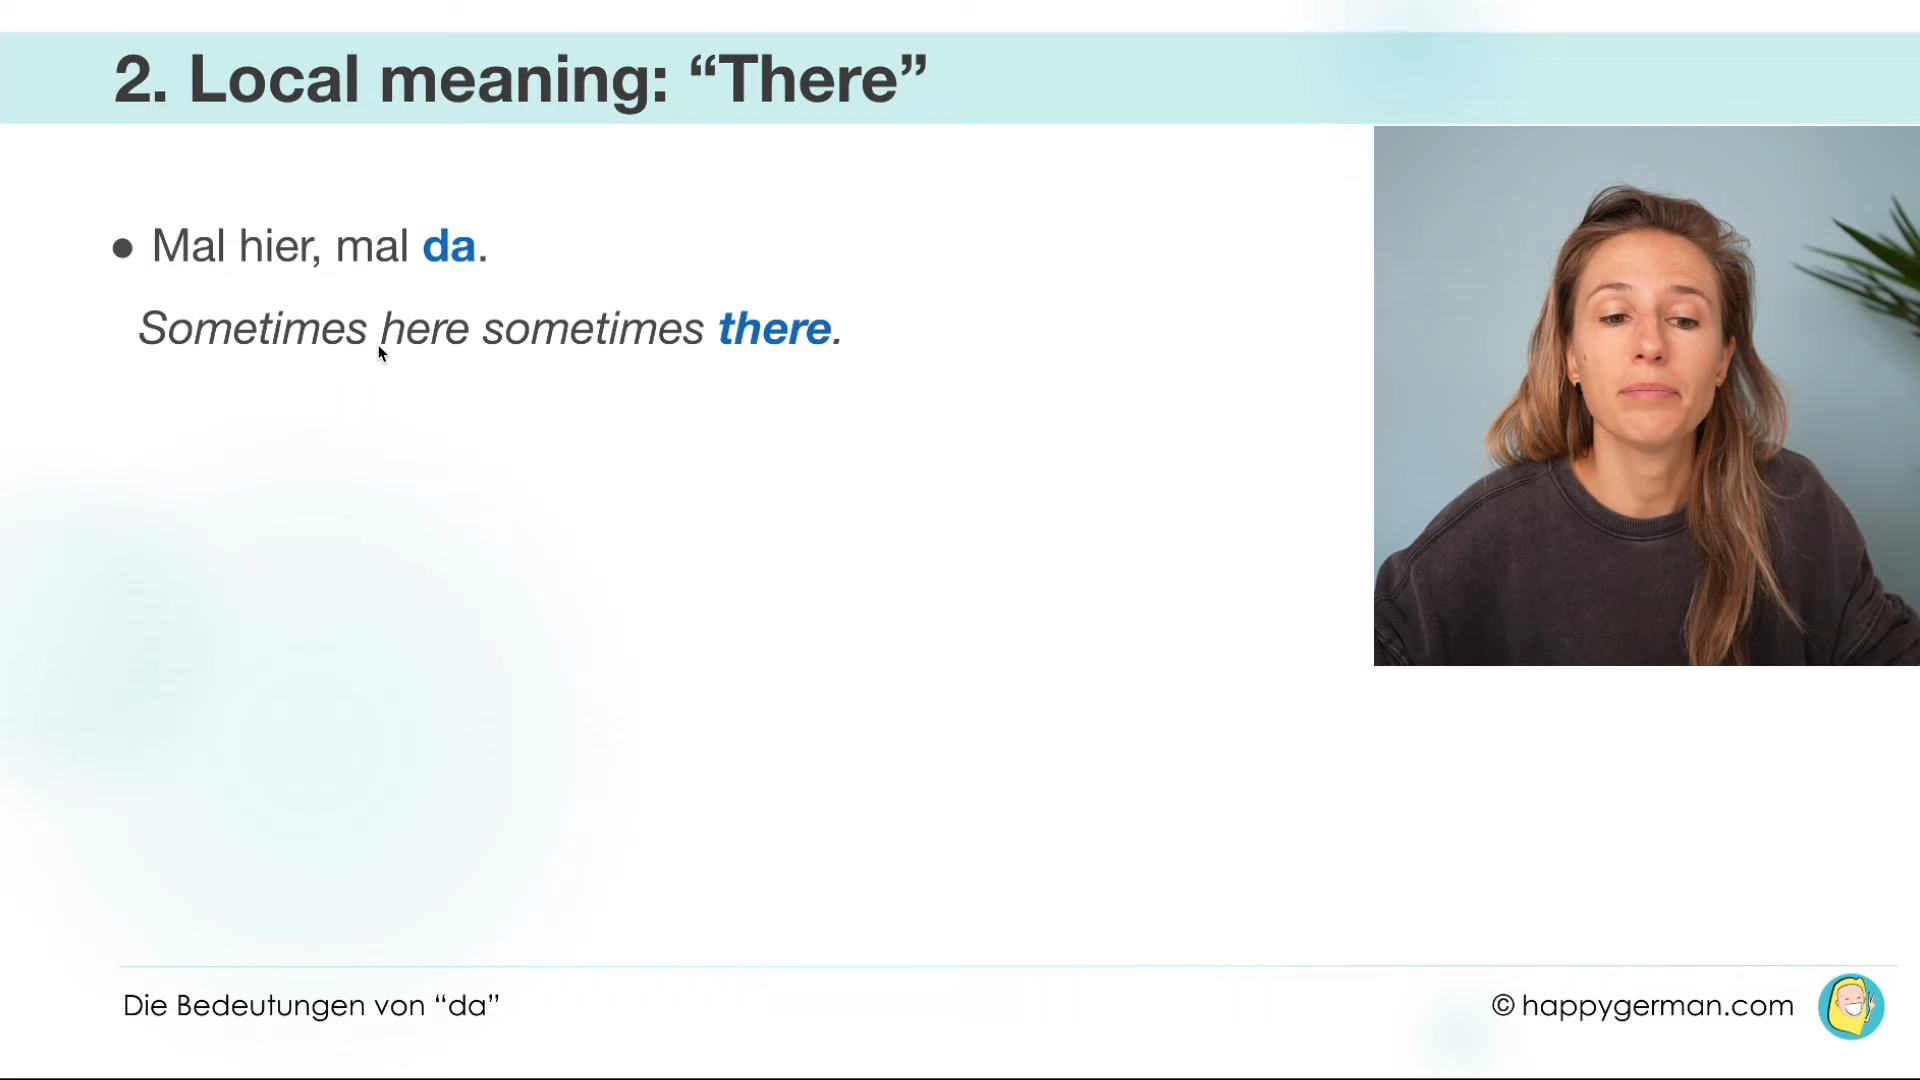 2. Local meaning: “There”
● Mal hier, mal da.
Sometimes here sometimes there.
Die Bedeutungen von “da”
© happygerman.com